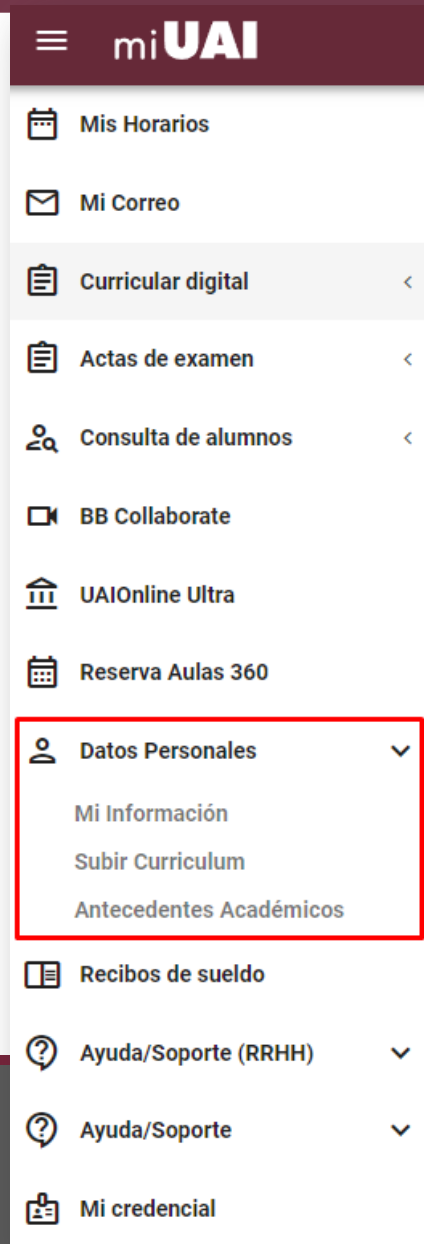 miUAI
Mis Horarios
Mi Correo
Curricular digital
Actas de examen
Consulta de alumnos
BB Collaborate
UAIOnline Ultra
Reserva Aulas 360
Datos Personales
Mi Información
Subir Curriculum
Antecedentes Académicos
Recibos de sueldo
Ayuda/Soporte (RRHH)
Ayuda/Soporte
Mi credencial